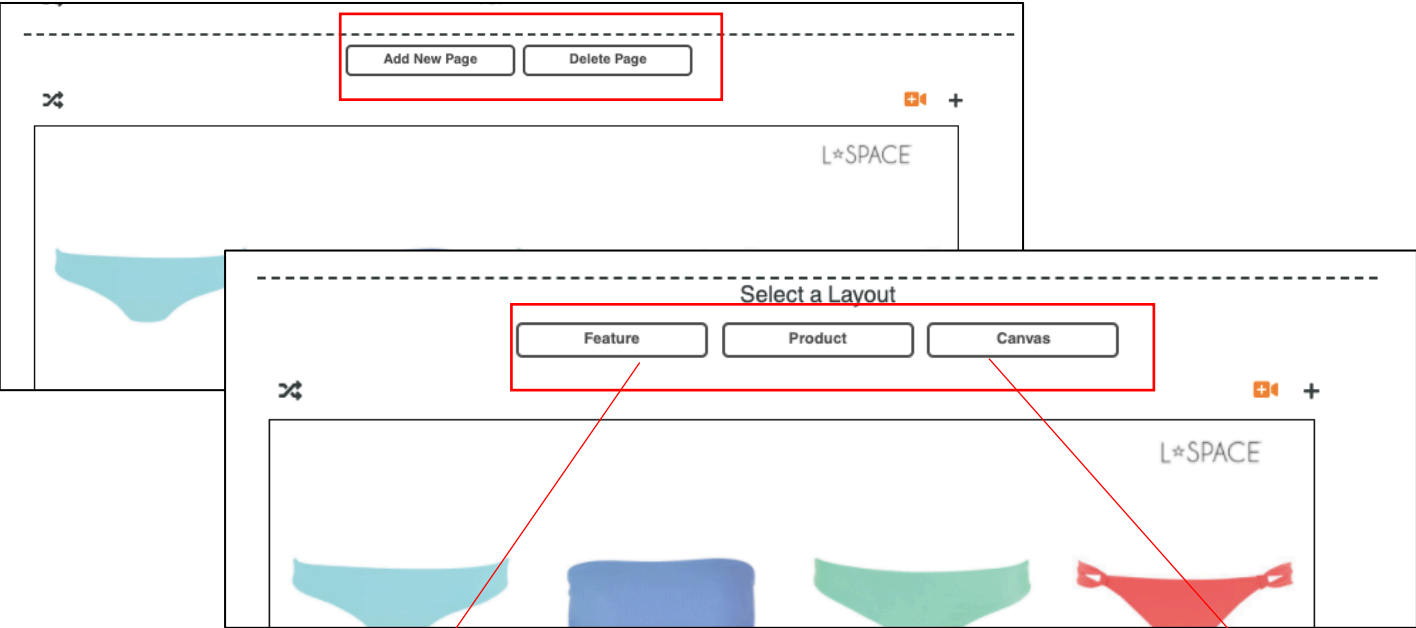 Add New Page
Delete Page
L☆SPACE
Select a Layout
Feature
Product
Canvas
L☆SPACE